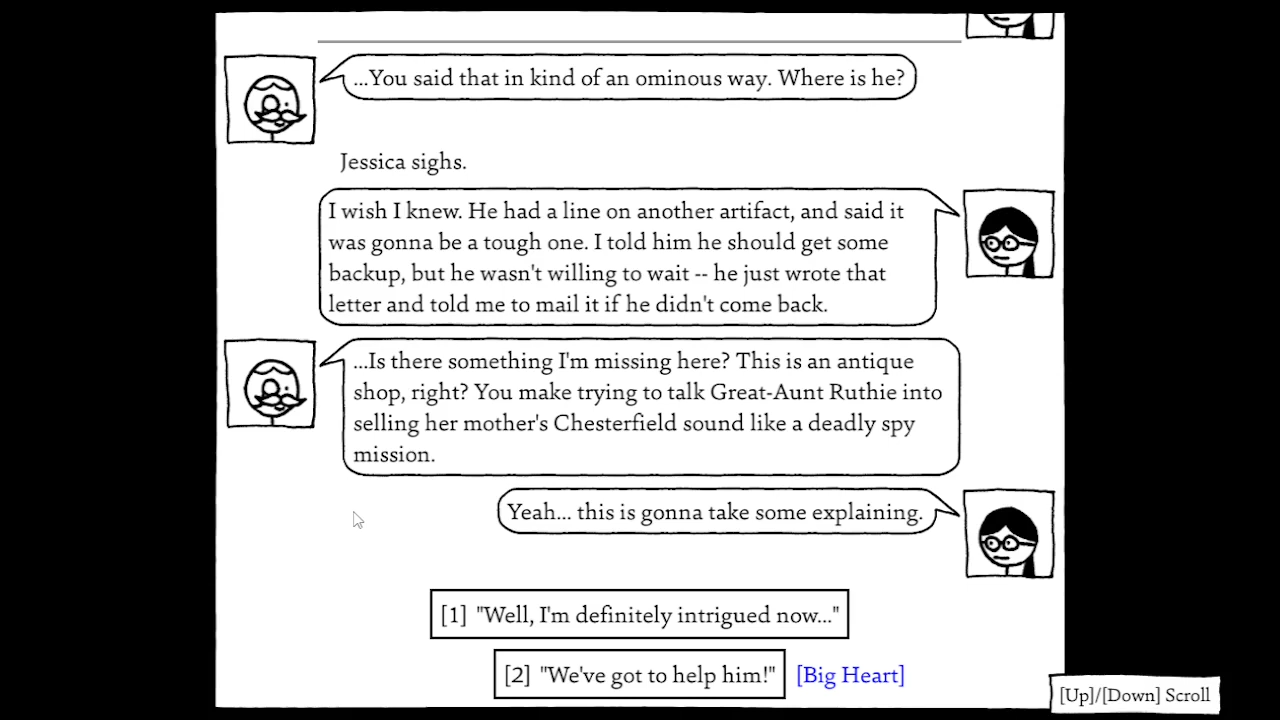 ...You said that in kind of an ominous way. Where is he?
Jessica sighs.
I wish I knew. He had a line on another artifact, and said it
was gonna be a tough one. I told him he should get some
backup, but he wasn't willing to wait -- he just wrote that
letter and told me to mail it if he didn't come back.
...Is there something I'm missing here? This is an antique
shop, right? You make trying to talk Great-Aunt Ruthie into
selling her mother's Chesterfield sound like a deadly spy
mission.
Yeah... this is gonna take some explaining.
[1] "Well, I'm definitely intrigued now..."
[2] "We've got to help him!" [Big Heart]
[Up]/[Down] Scroll